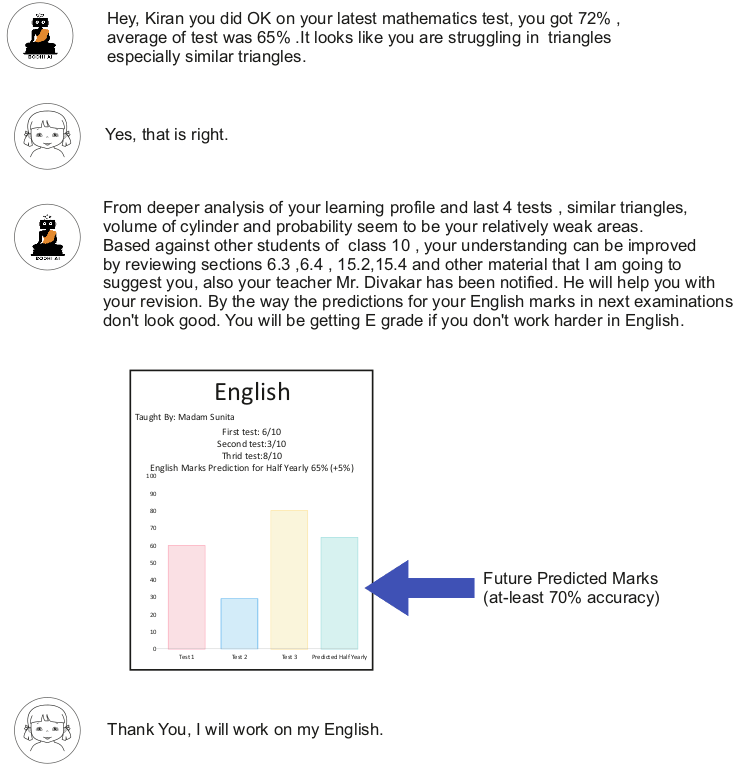 Hey, Kiran you did OK on your latest mathematics test, you got 72% ,
average of test was 65% .It looks like you are struggling in triangles
especially similar triangles.
BODHI AI
Yes, that is right.
From deeper analysis of your learning profile and last 4 tests , similar triangles,
volume of cylinder and probability seem to be your relatively weak areas.
Based against other students of class 10 , your understanding can be improved
by reviewing sections 6.3 ,6.4 , 15.2,15.4 and other material that I am going to
suggest you, also your teacher Mr. Divakar has been notified. He will help you with
your revision. By the way the predictions for your English marks in next examinations
don't look good. You will be getting E grade if you don't work harder in English.
BODHI AI
English
Taught By: Madam Sunita
First test: 6/10
Second test:3/10
Thrid test:8/10
English Marks Prediction for Half Yearly 65% (+5%)
100
90
80
70
60
50
40
30
20
10
0
Test 1 Test 2 Test 3 Predicted Half Yearly
Future Predicted Marks
(at-least 70% accuracy)
Thank You, I will work on my English.